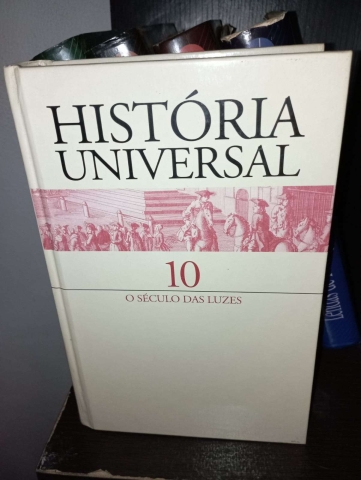 HISTÓRIA
UNIVERSAL
10
O SÉCULO DAS LUZES